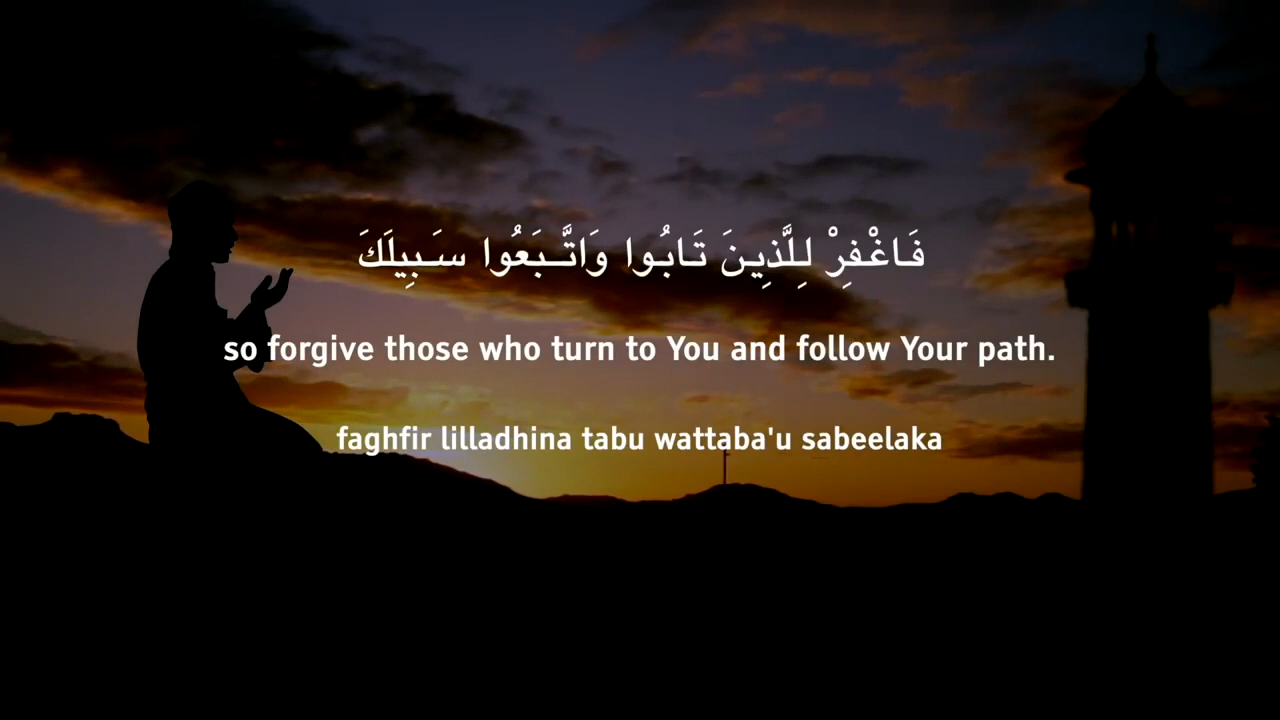 فَاغْفِرْ لِلَّذِينَ تَابُوا وَاتَّبَعُوا سَبِيلَكَ
so forgive those who turn to You and follow Your path.
faghfir lilladhina tabu wattaba'u sabeelaka